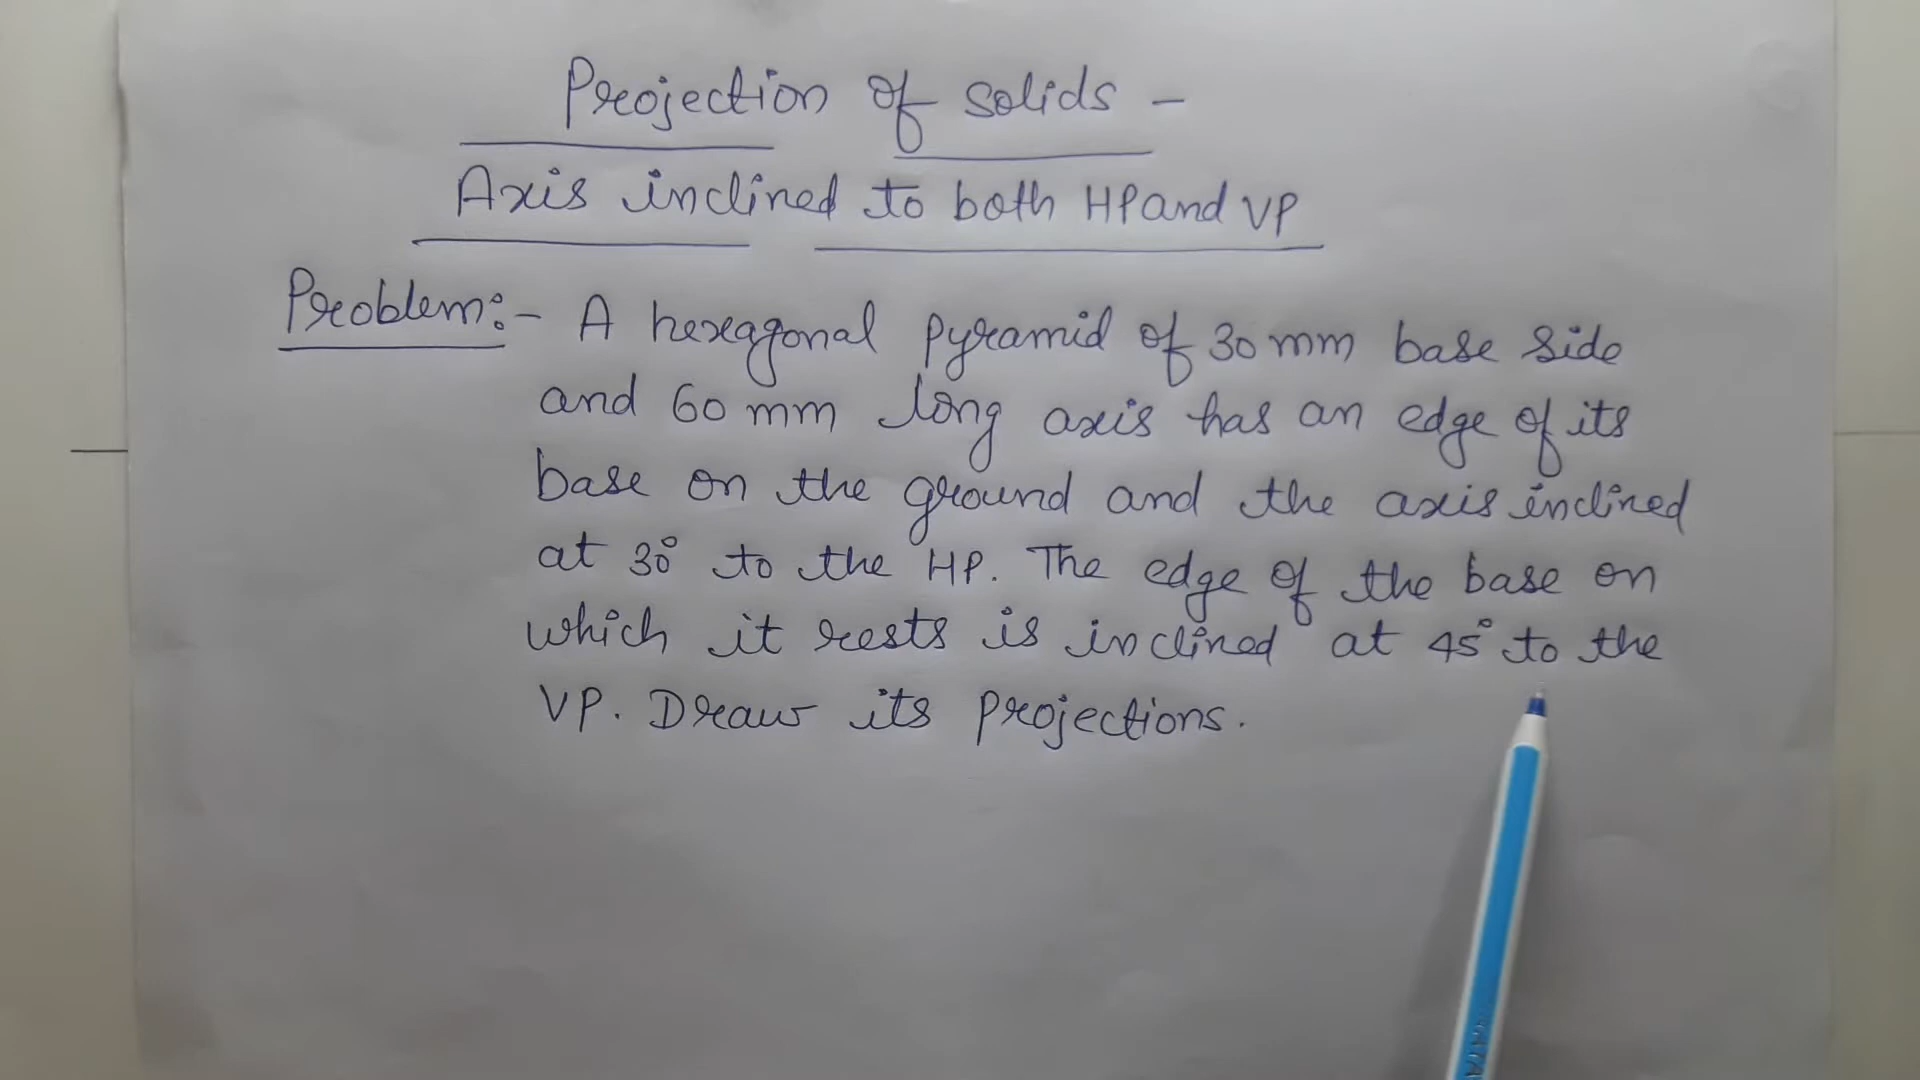 Projection of solids -
Axis inclined to both HP and VP
Problem:- A hexagonal pyramid of 30 mm base side
and 60 mm long axis has an edge of its
base on the ground and the axis inclined
at 30° to the HP. The edge of the base on
which it rests is inclined at 45° to the
VP. Draw its projections.